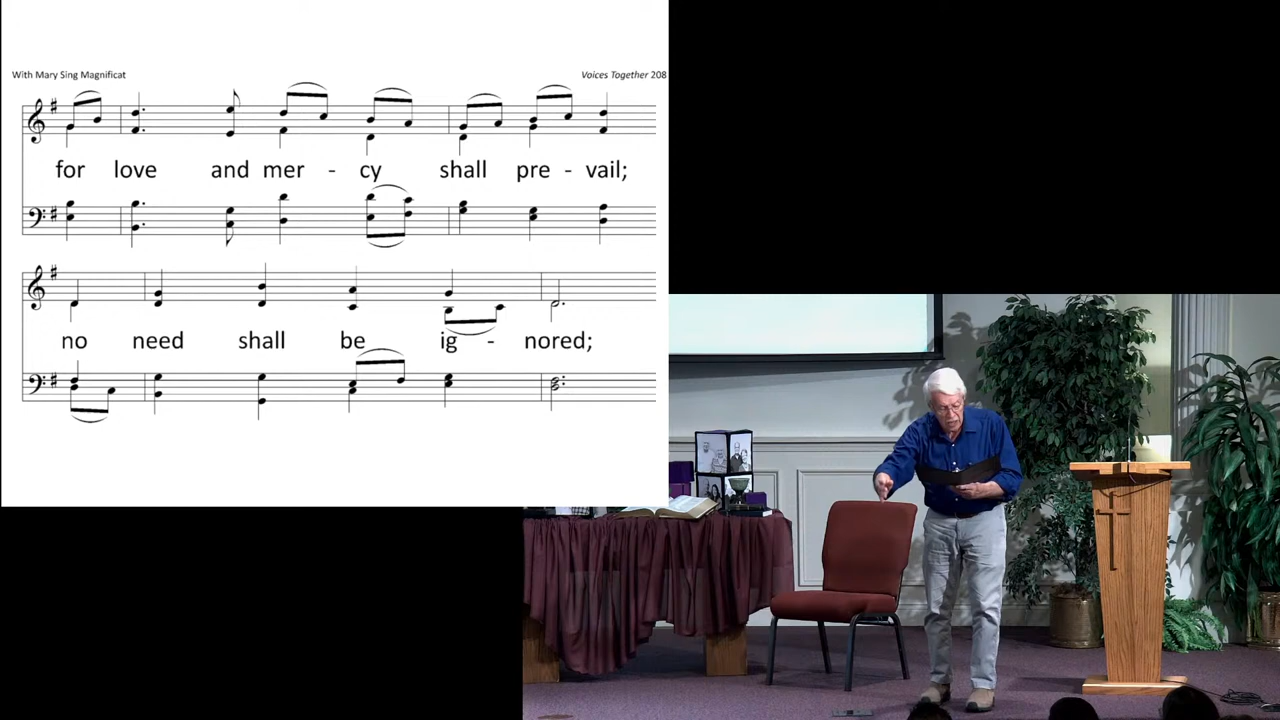 With Mary Sing Magnificat
Voices Together 208
for love and mer - cy shall pre - vail;
no need shall be ig - nored;